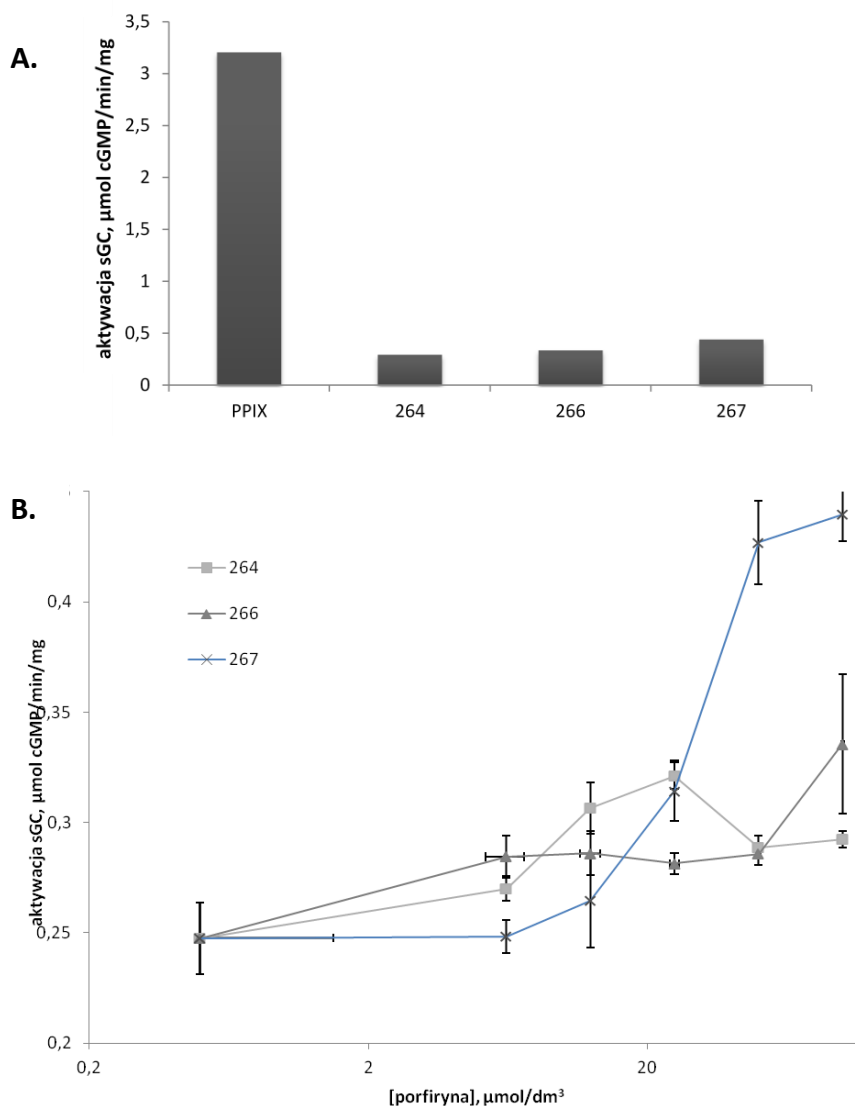 A.
aktywacja sGC, µmol cGMP/min/mg
3,5
3
2,5
2
1,5
1
0,5
0
PPIX 264 266 267
B.
aktywacja sGC, µmol cGMP/min/mg
264
266
267
0,4
0,35
0,3
0,25
0,2
0,2 2 20
[porfiryna], µmol/dm³